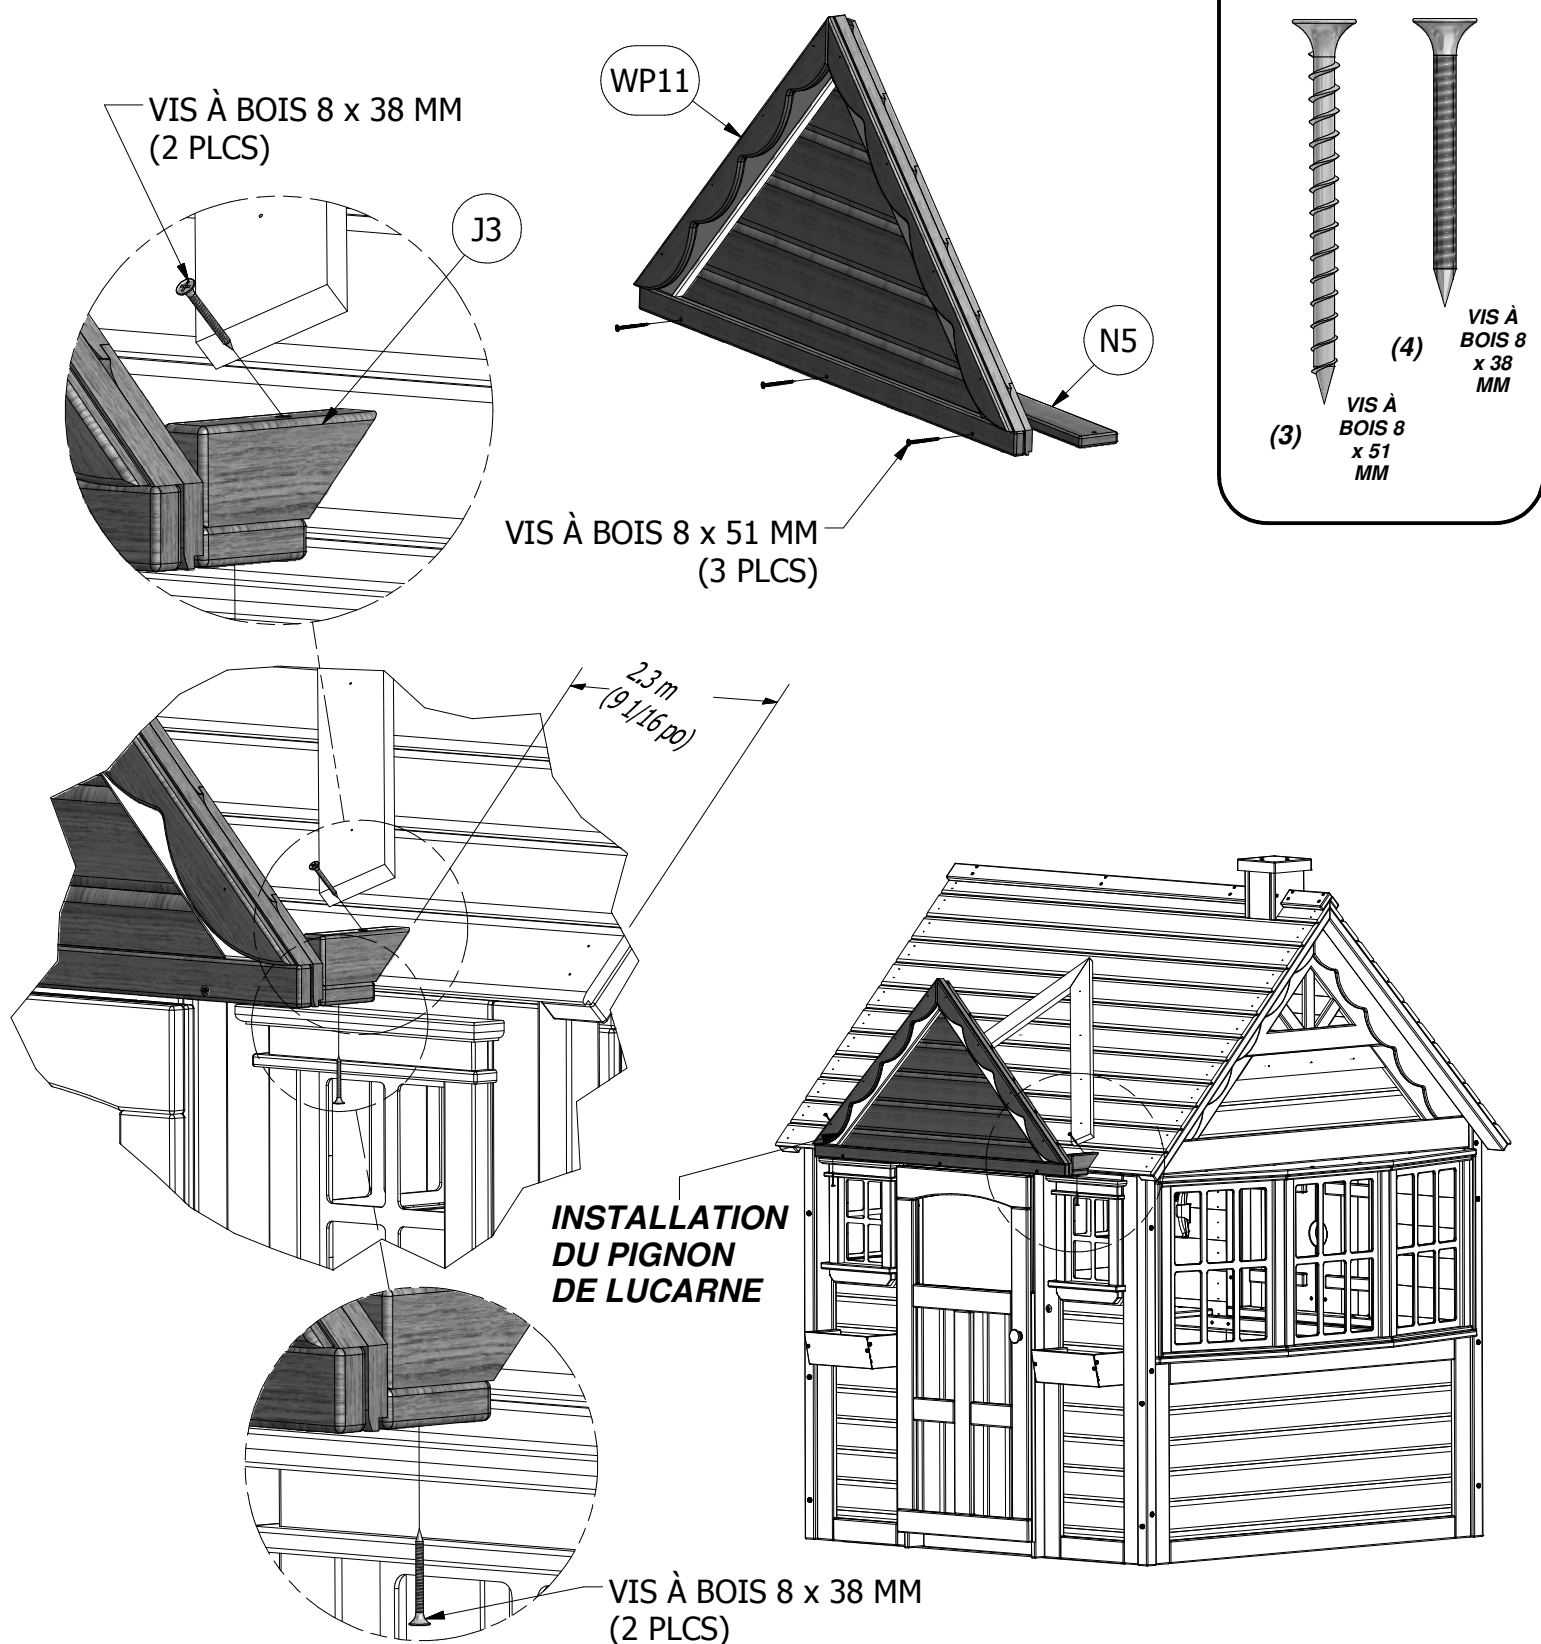 VIS À BOIS 8 x 38 MM
(2 PLCS)
J3
WP11
N5
VIS À BOIS 8 x 51 MM
(3 PLCS)
(3)
VIS À
BOIS 8
x 51
MM
(4)
VIS À
BOIS 8
x 38
MM
2,3 m
(9 1/16 po)
INSTALLATION
DU PIGNON
DE LUCARNE
VIS À BOIS 8 x 38 MM
(2 PLCS)